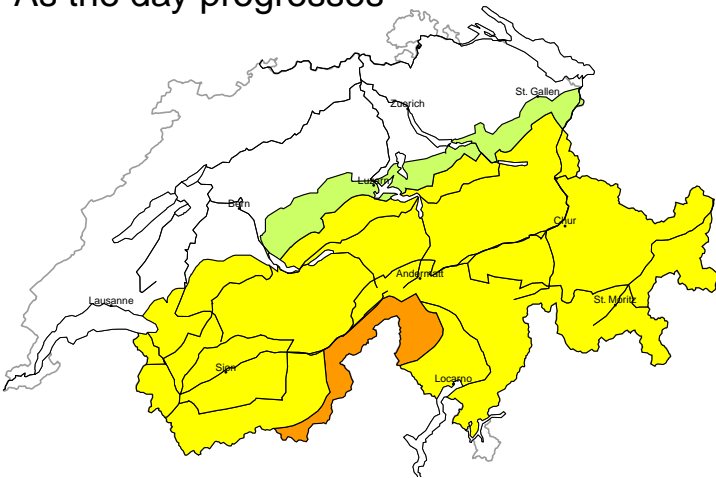 As the day progresses
St. Gallen
Zuerich
Luzern
Bern
Chur
Andermatt
Lausanne
St. Moritz
Sion
Locarno